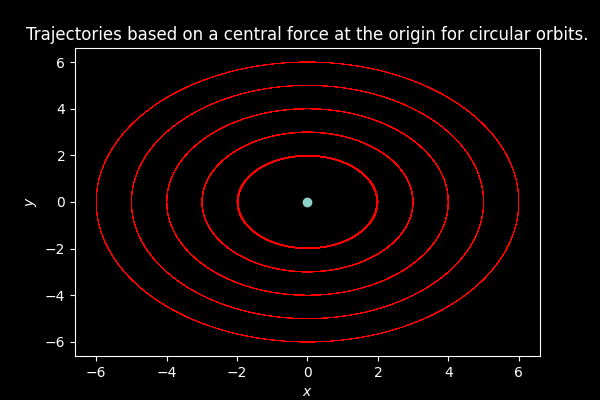 Trajectories based on a central force at the origin for circular orbits.
6
4
2
0
−2
−4
−6
y
−6 −4 −2 0 2 4 6
x